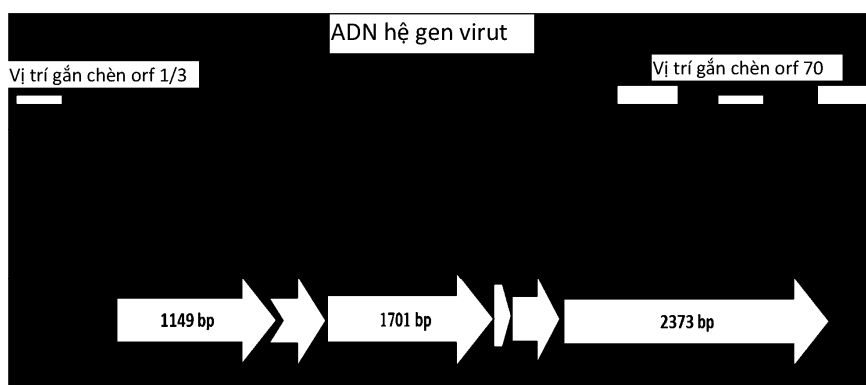 ADN hệ gen virut
Vị trí gắn chèn orf 1/3
Vị trí gắn chèn orf 70
1149 bp
1701 bp
2373 bp